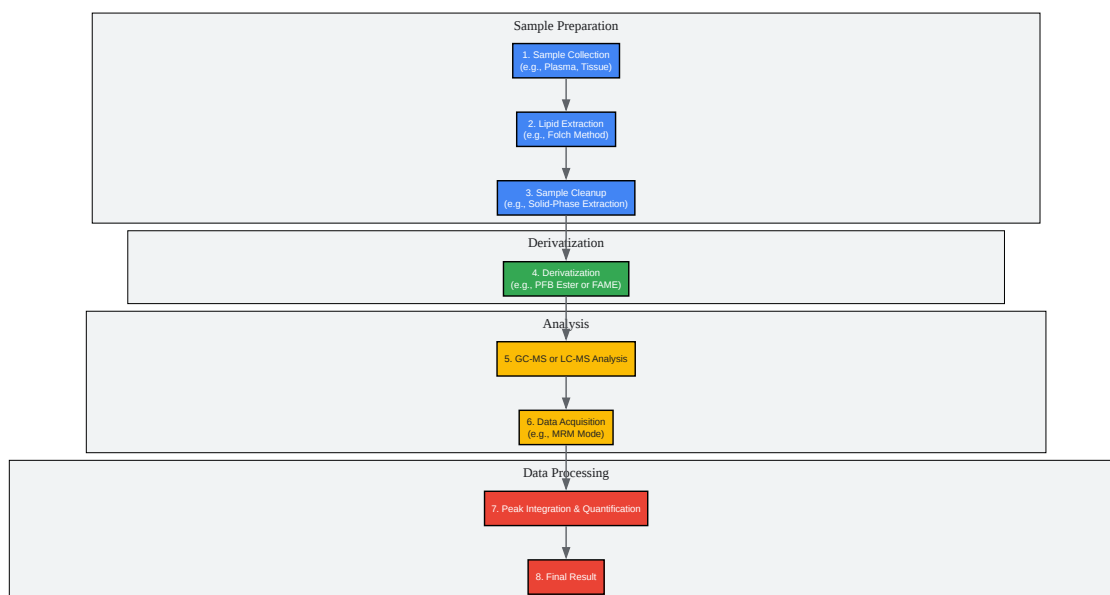 Sample Preparation
1. Sample Collection
(e.g., Plasma, Tissue)
2. Lipid Extraction
(e.g., Folch Method)
3. Sample Cleanup
(e.g., Solid-Phase Extraction)
Derivatization
4. Derivatization
(e.g., PFB Ester or FAME)
Analysis
5. GC-MS or LC-MS Analysis
6. Data Acquisition
(e.g., MRM Mode)
Data Processing
7. Peak Integration & Quantification
8. Final Result